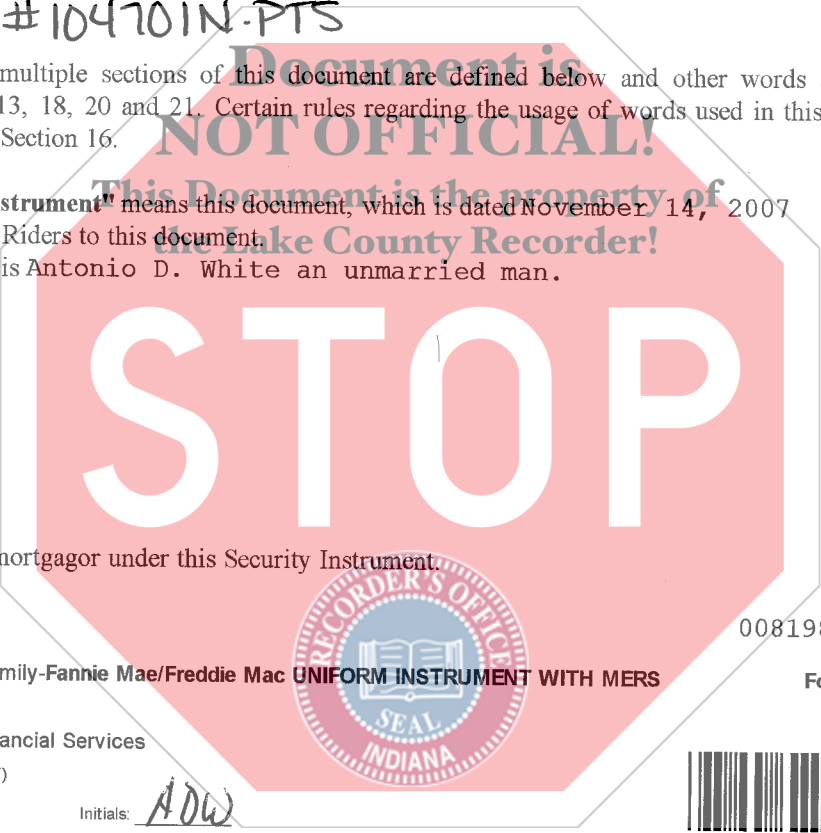 #104701N-PTS
Document is
multiple sections of this document are defined below and other words
13, 18, 20 and 21. Certain rules regarding the usage of words used in this
NOT OFFICIAL!
Section 16.
This Document is the property of
strument" means this document, which is dated November 14, 2007
Riders to this document.
the Lake County Recorder!
is Antonio D. White an unmarried man.
STOP
mortgagor under this Security Instrument.
RECORDER'S OFFICE
SEAL
INDIANA
008198
mily-Fannie Mae/Freddie Mac UNIFORM INSTRUMENT WITH MERS
Fo
ancial Services
)
Initials: ADW